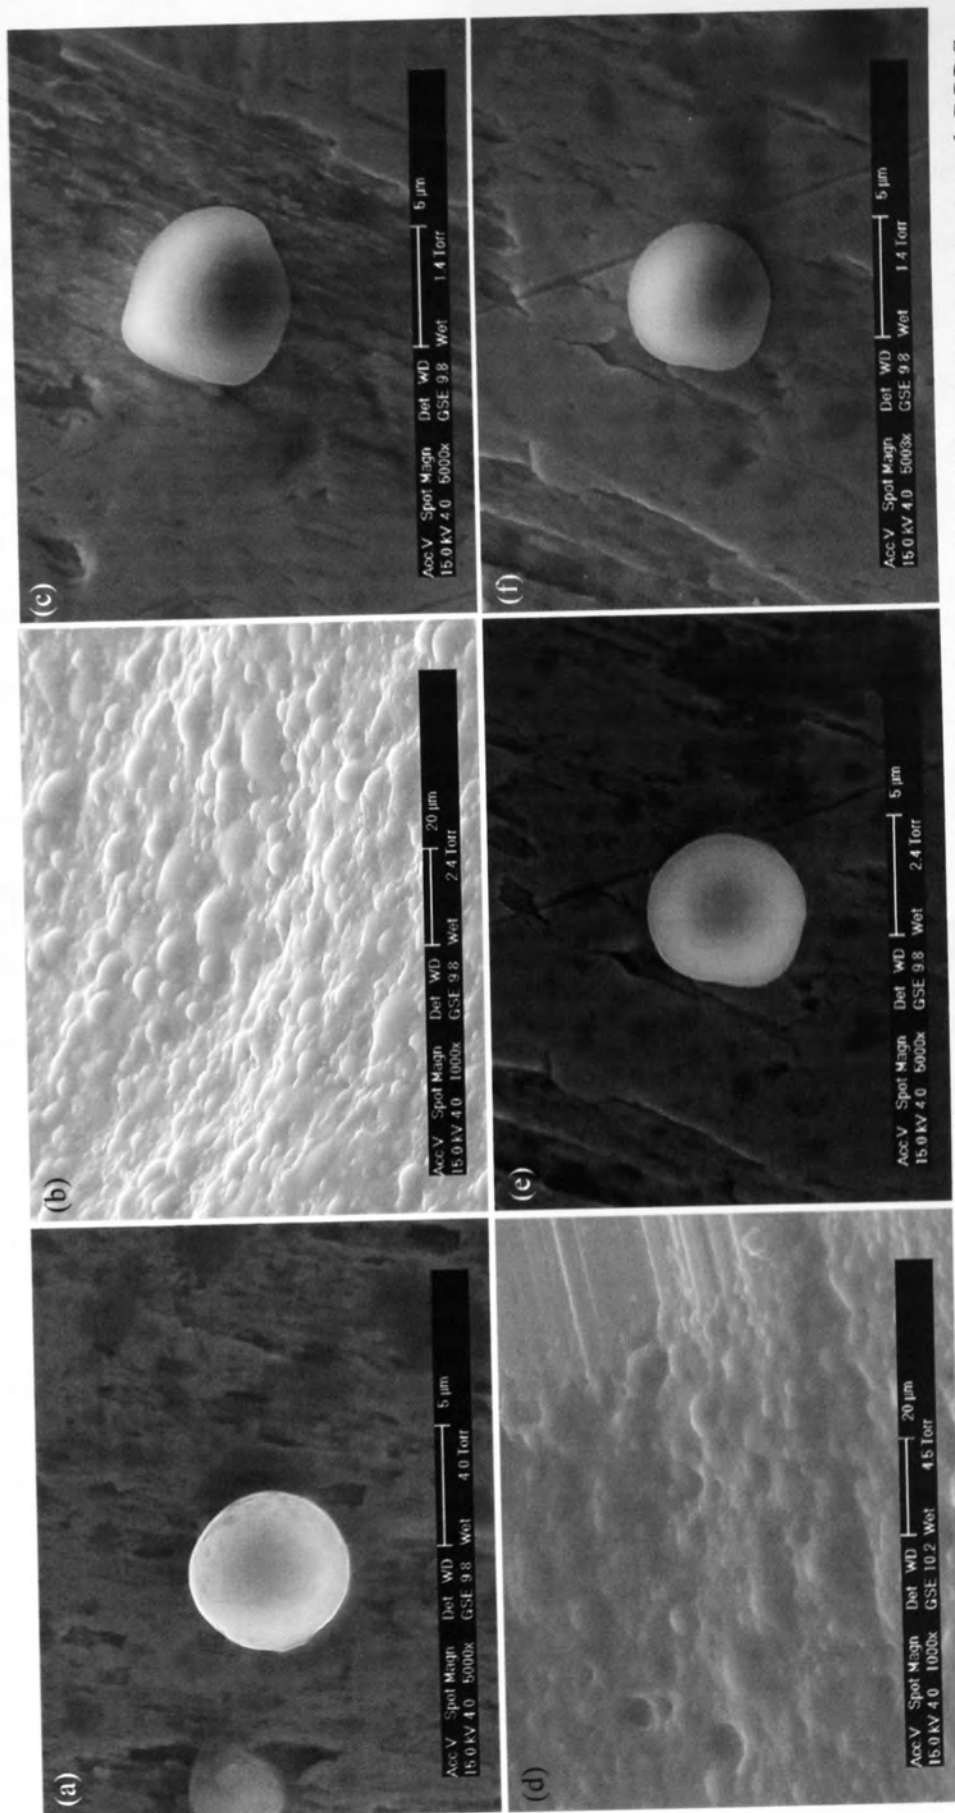 (a)
Acc.V Spot Magn Det WD 5 µm
15.0 kV 4.0 5000x GSE 9.8 Wet 4.0 Torr
(b)
Acc.V Spot Magn Det WD 20 µm
15.0 kV 4.0 1000x GSE 9.8 Wet 2.4 Torr
(c)
Acc.V Spot Magn Det WD 5 µm
15.0 kV 4.0 5000x GSE 9.8 Wet 1.4 Torr
(d)
Acc.V Spot Magn Det WD 20 µm
15.0 kV 4.0 1000x GSE 10.2 Wet 4.5 Torr
(e)
Acc.V Spot Magn Det WD 5 µm
15.0 kV 4.0 5000x GSE 9.8 Wet 2.4 Torr
(f)
Acc.V Spot Magn Det WD 5 µm
15.0 kV 4.0 5003x GSE 9.8 Wet 1.4 Torr